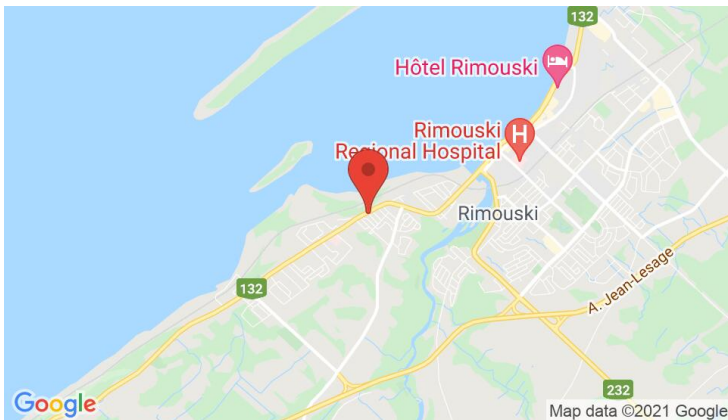 132
Hôtel Rimouski
Rimouski
H
Regional Hospital
Rimouski
132
A. Jean-Lesage
232
Google
Map data ©2021 Google